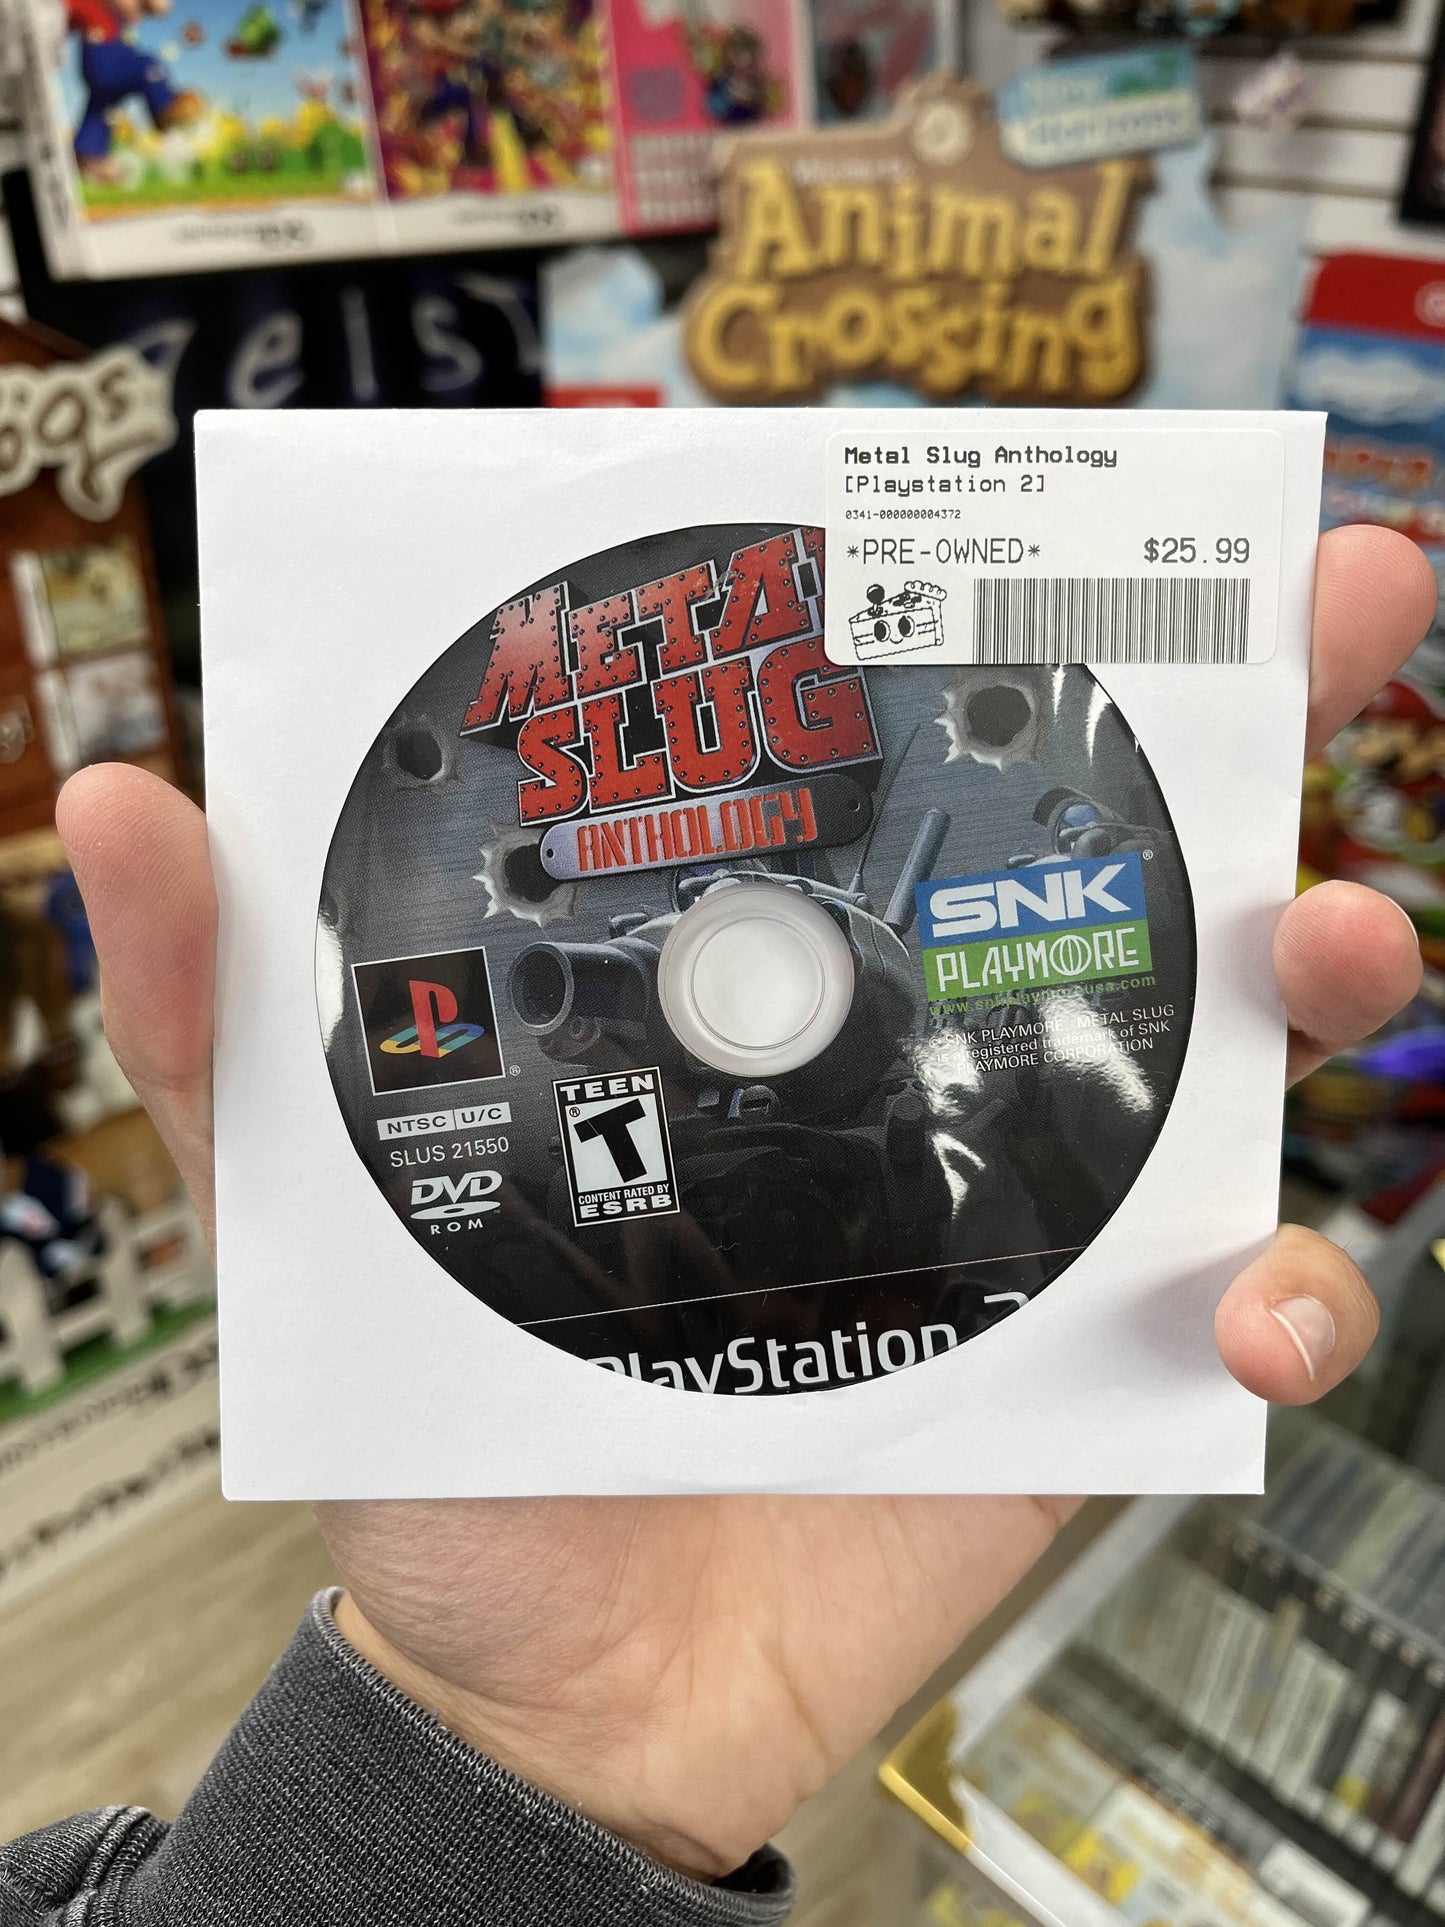 Animal
Crossing
Metal Slug Anthology
[Playstation 2]
0341-000000004372
*PRE-OWNED*
$25.99
META
SLUG
ANTHOLOGY
SNK
®
PLAYMORE
© SNK PLAYMORE, METAL SLUG
is a registered trademark of SNK
PLAYMORE CORPORATION
®
NTSC U/C
SLUS 21550
DVD
ROM
TEEN
®
T
CONTENT RATED BY
ESRB
PlayStation 2